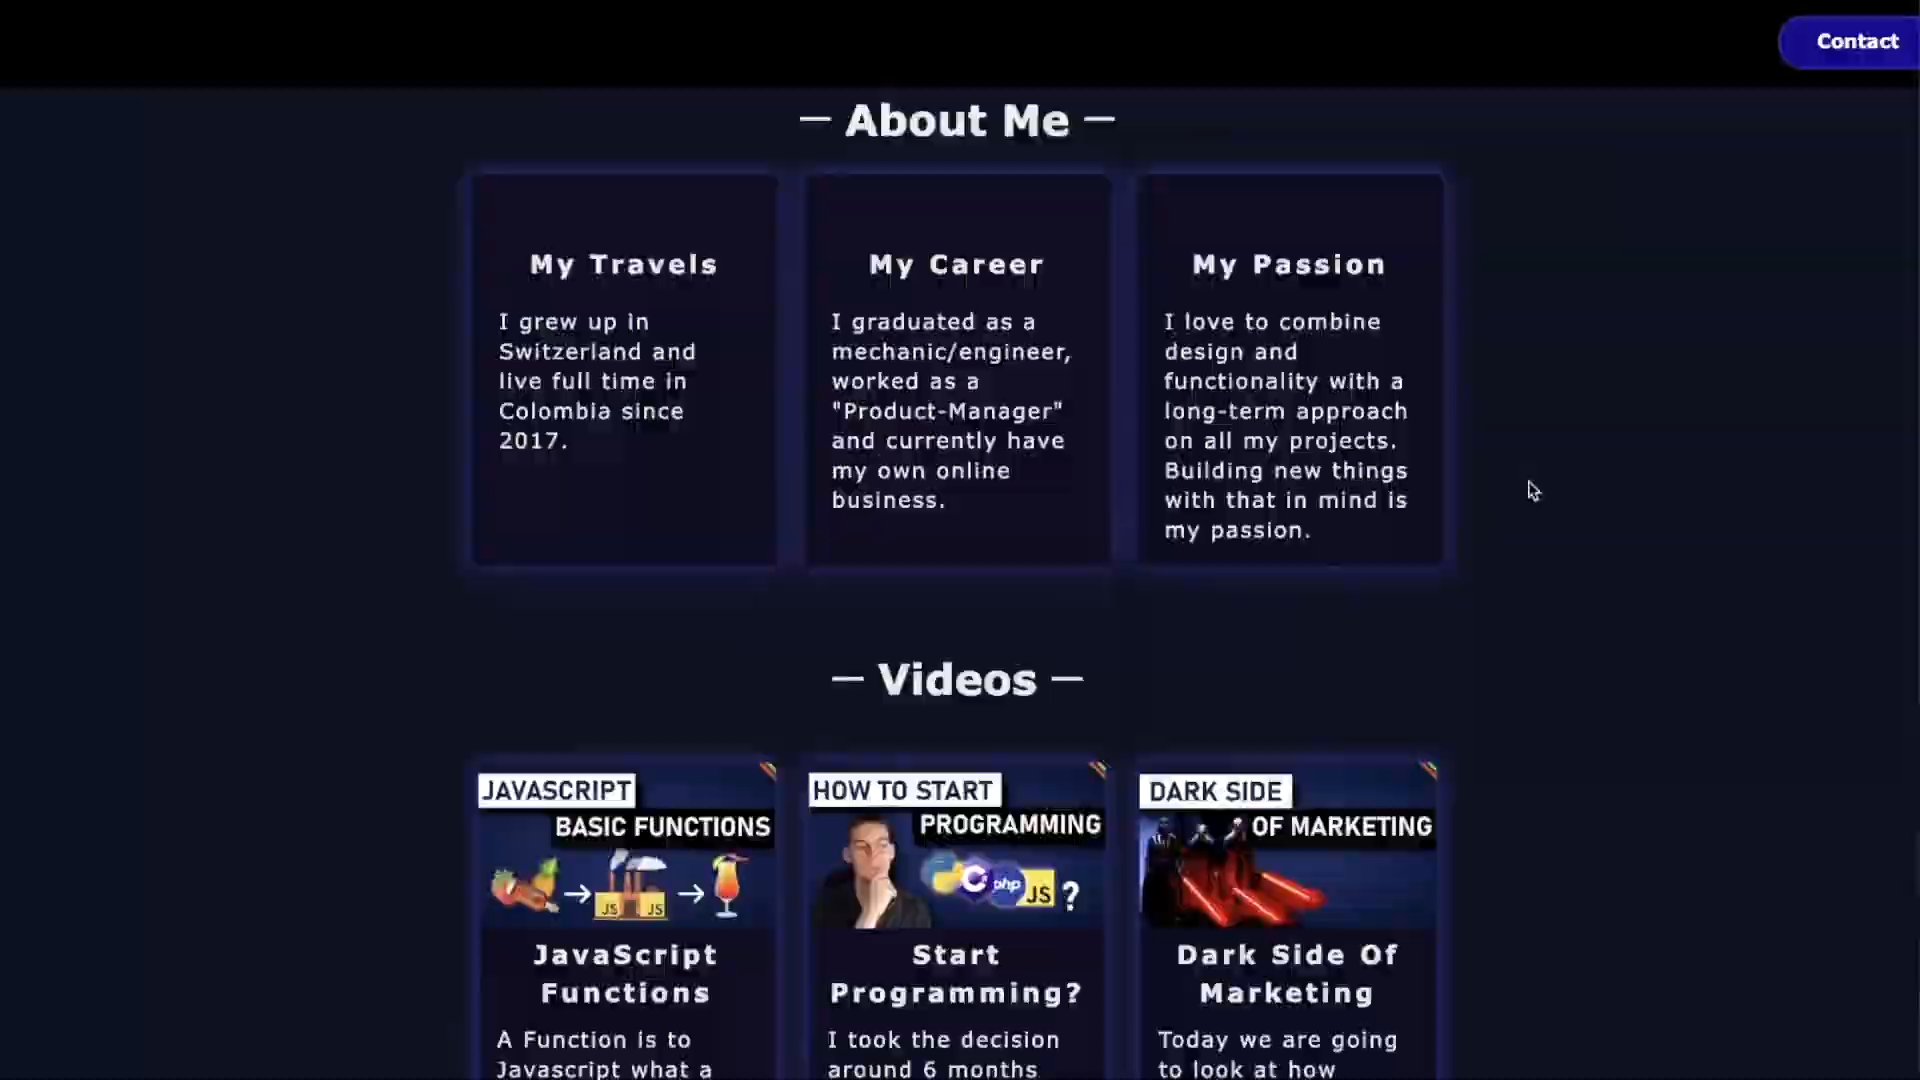 Contact
— About Me —
My Travels
I grew up in
Switzerland and
live full time in
Colombia since
2017.
My Career
I graduated as a
mechanic/engineer,
worked as a
"Product-Manager"
and currently have
my own online
business.
My Passion
I love to combine
design and
functionality with a
long-term approach
on all my projects.
Building new things
with that in mind is
my passion.
— Videos —
JAVASCRIPT
BASIC FUNCTIONS
JS JS
JavaScript
Functions
A Function is to
Javascript what a
HOW TO START
PROGRAMMING
C php JS ?
Start
Programming?
I took the decision
around 6 months
DARK SIDE
OF MARKETING
Dark Side Of
Marketing
Today we are going
to look at how